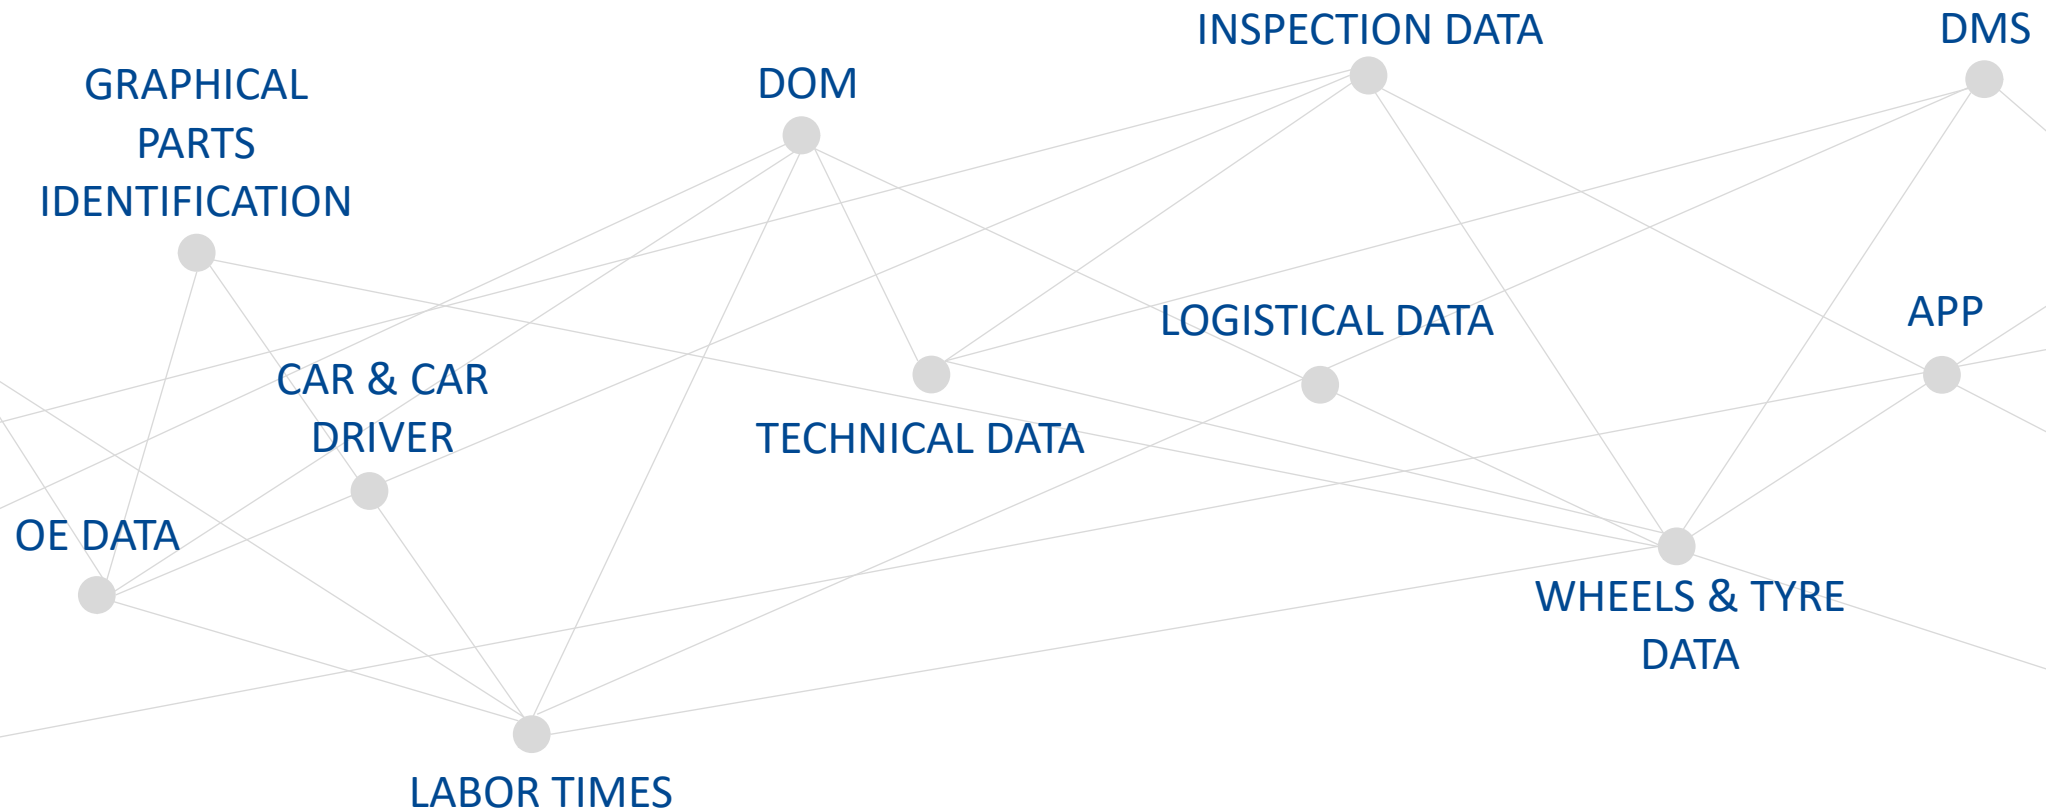 INSPECTION DATA
DMS
GRAPHICAL
PARTS
IDENTIFICATION
DOM
LOGISTICAL DATA
APP
CAR & CAR
DRIVER
TECHNICAL DATA
OE DATA
WHEELS & TYRE
DATA
LABOR TIMES